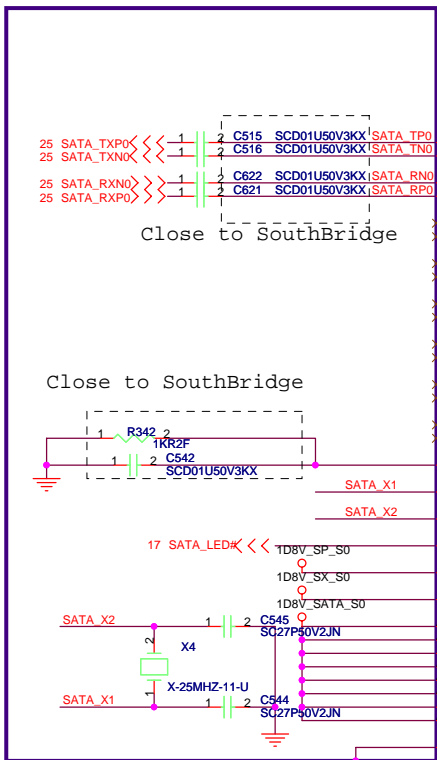 25 SATA_TXP0 1 2 C515 SCD01U50V3KX SATA_TP0
25 SATA_TXN0 1 2 C516 SCD01U50V3KX SATA_TN0
25 SATA_RXN0 1 2 C622 SCD01U50V3KX SATA_RN0
25 SATA_RXP0 1 2 C621 SCD01U50V3KX SATA_RP0
Close to SouthBridge
Close to SouthBridge
1 R342 2
1KR2F
1 2 C542
SCD01U50V3KX
SATA_X1
SATA_X2
17 SATA_LED#
1D8V_SP_S0
1D8V_SX_S0
1D8V_SATA_S0
SATA_X2 1 2 C545
SC27P50V2JN
2
X4
1
X-25MHZ-11-U
SATA_X1 1 2 C544
SC27P50V2JN